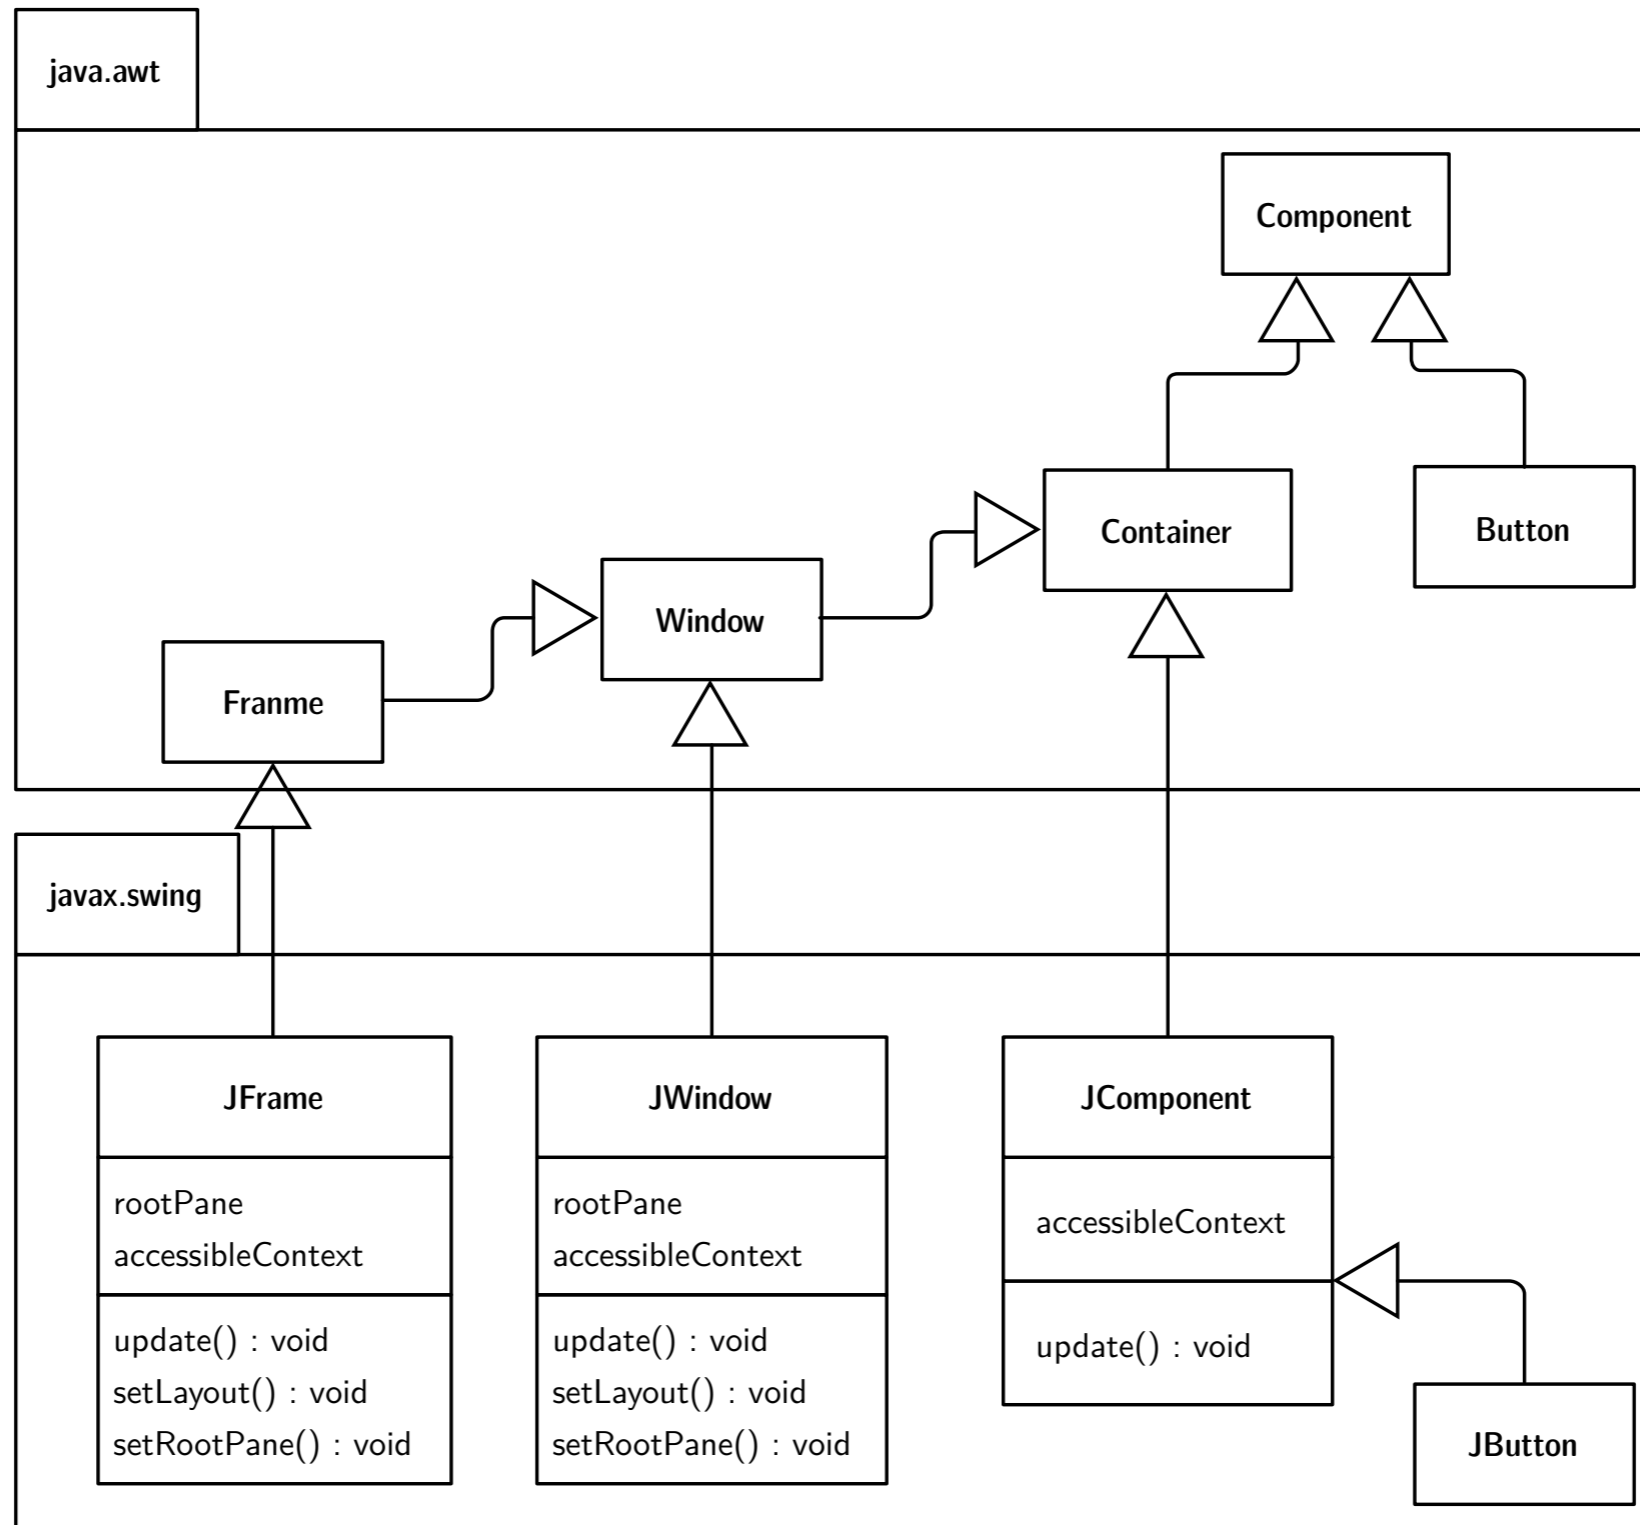 java.awt
Component
Container
Button
Window
Franme
javax.swing
JFrame
rootPane
accessibleContext
update() : void
setLayout() : void
setRootPane() : void
JWindow
rootPane
accessibleContext
update() : void
setLayout() : void
setRootPane() : void
JComponent
accessibleContext
update() : void
JButton